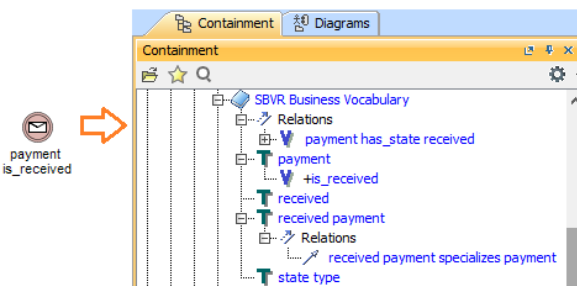 Containment
Diagrams
Containment
SBVR Business Vocabulary
Relations
payment has_state received
payment
+is_received
received
received payment
Relations
received payment specializes payment
state type
payment
is_received